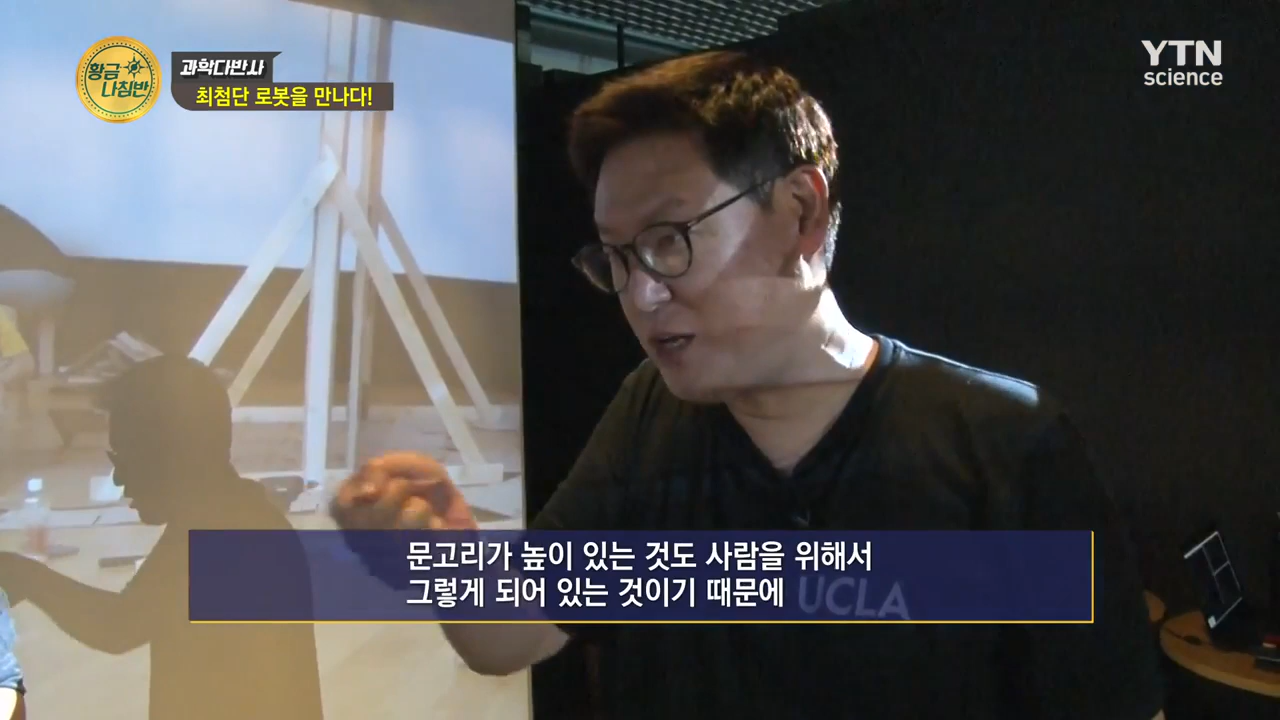 황금
나침반
과학다반사
최첨단 로봇을 만나다!
YTN
science
문고리가 높이 있는 것도 사람을 위해서
그렇게 되어 있는 것이기 때문에
UCLA